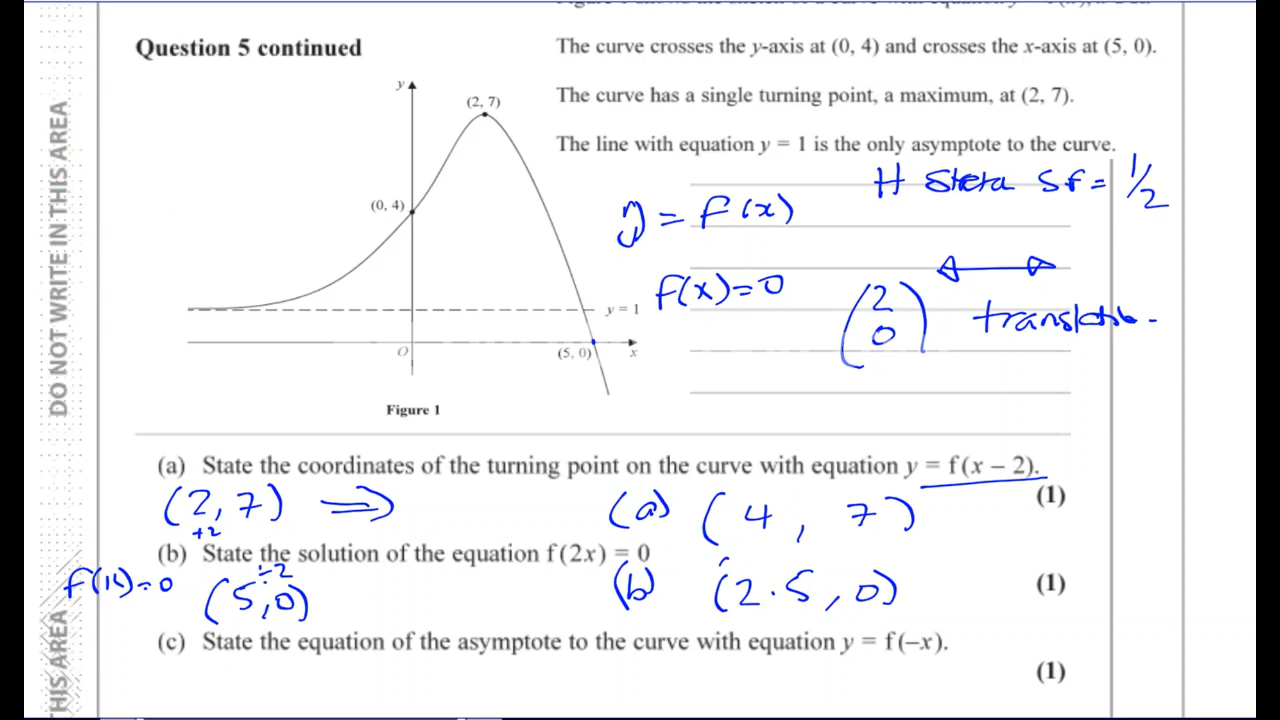 Question 5 continued
The curve crosses the y-axis at (0, 4) and crosses the x-axis at (5, 0).
The curve has a single turning point, a maximum, at (2, 7).
The line with equation y = 1 is the only asymptote to the curve.
DO NOT WRITE IN THIS AREA
y
(2, 7)
(0, 4)
y = 1
O
(5, 0)
x
Figure 1
H SF = 1/2
y = f(x)
f(x) = 0
(2
0)
(a) State the coordinates of the turning point on the curve with equation y = f(x − 2).
(1)
(2, 7) ⇒
+2
(a) (4, 7)
(b) State the solution of the equation f(2x) = 0
÷2
(5, 0)
(b) (2.5, 0)
(1)
(c) State the equation of the asymptote to the curve with equation y = f(−x).
(1)
THIS AREA